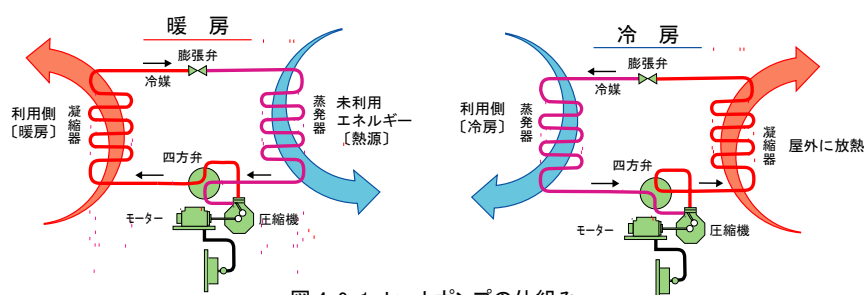 暖 房
膨張弁
冷媒
利用側
〔暖房〕
凝縮器
蒸発器
未利用
エネルギー
〔熱源〕
四方弁
モーター
圧縮機
冷 房
膨張弁
冷媒
利用側
〔冷房〕
蒸発器
凝縮器
屋外に放熱
四方弁
モーター
圧縮機